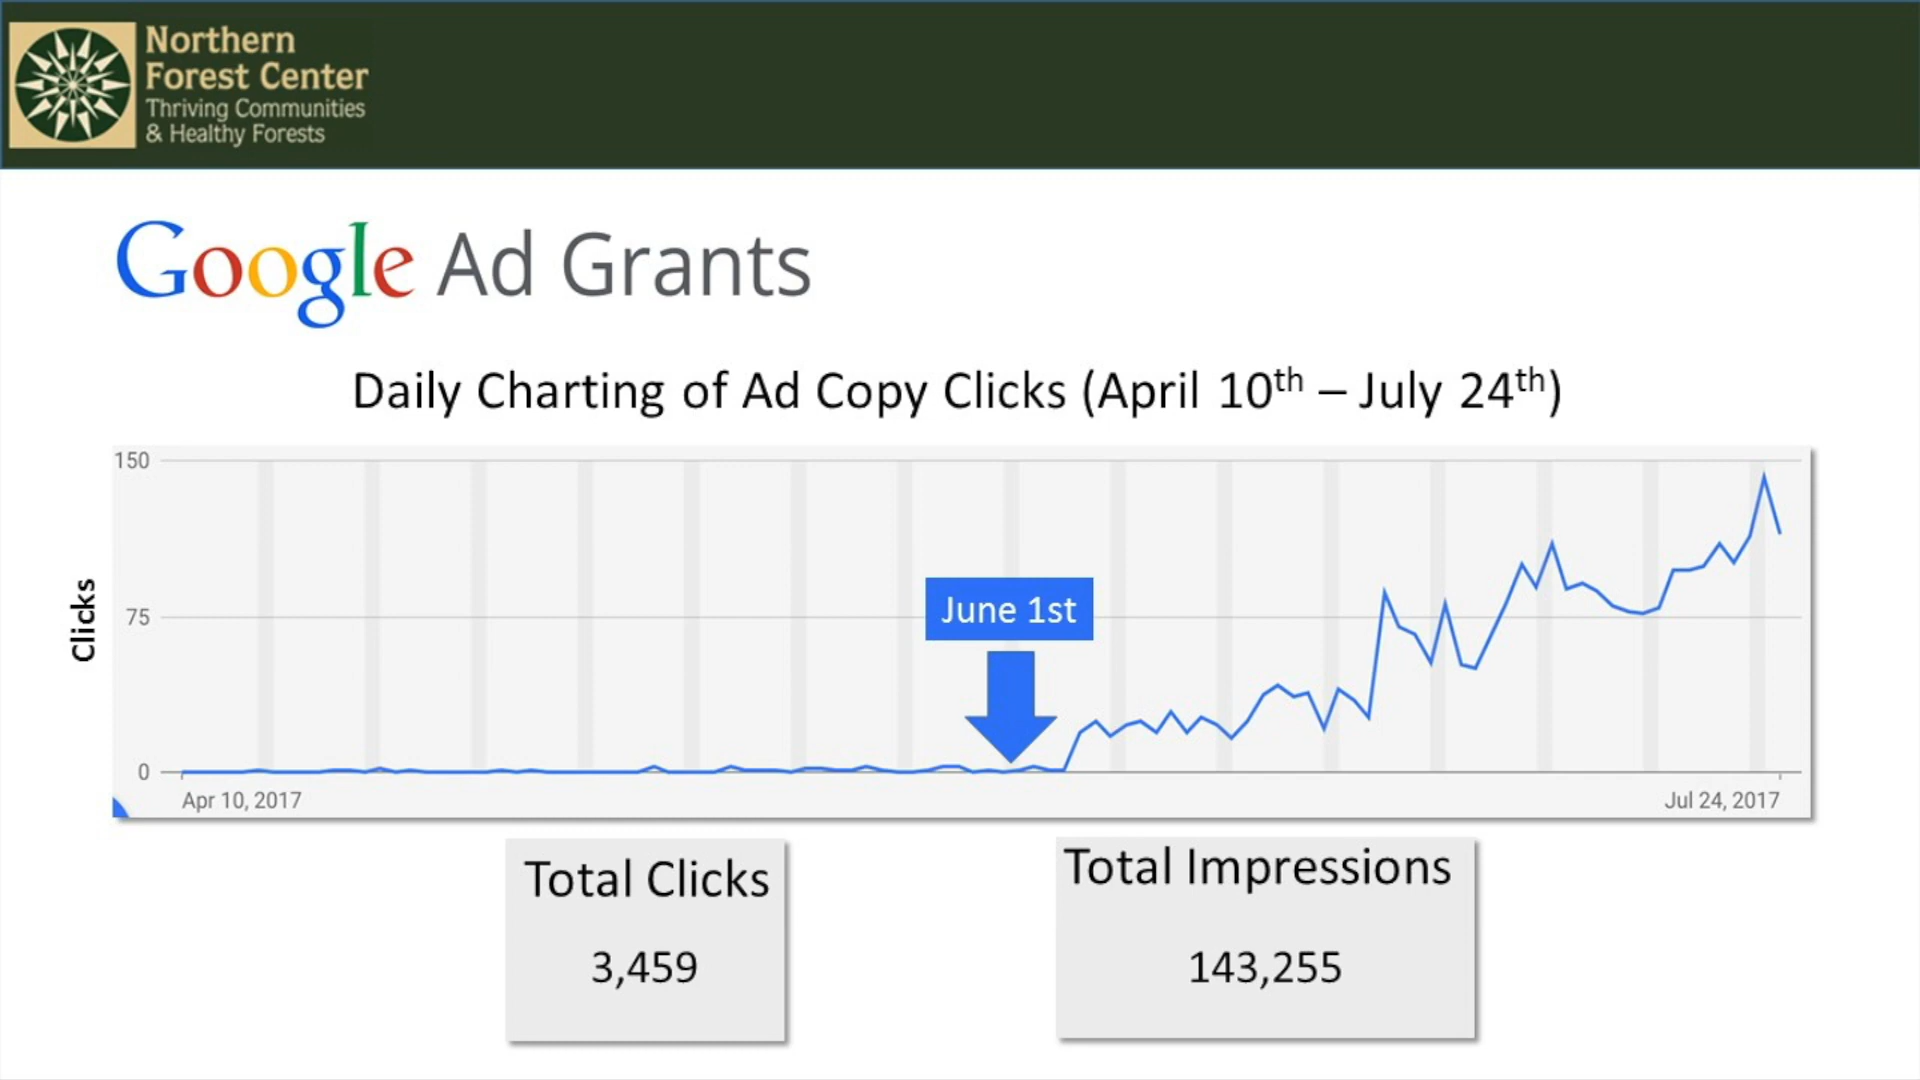 Northern
Forest Center
Thriving Communities
& Healthy Forests
Google Ad Grants
Daily Charting of Ad Copy Clicks (April 10th – July 24th)
150
75
0
Clicks
June 1st
Apr 10, 2017
Jul 24, 2017
Total Clicks
3,459
Total Impressions
143,255